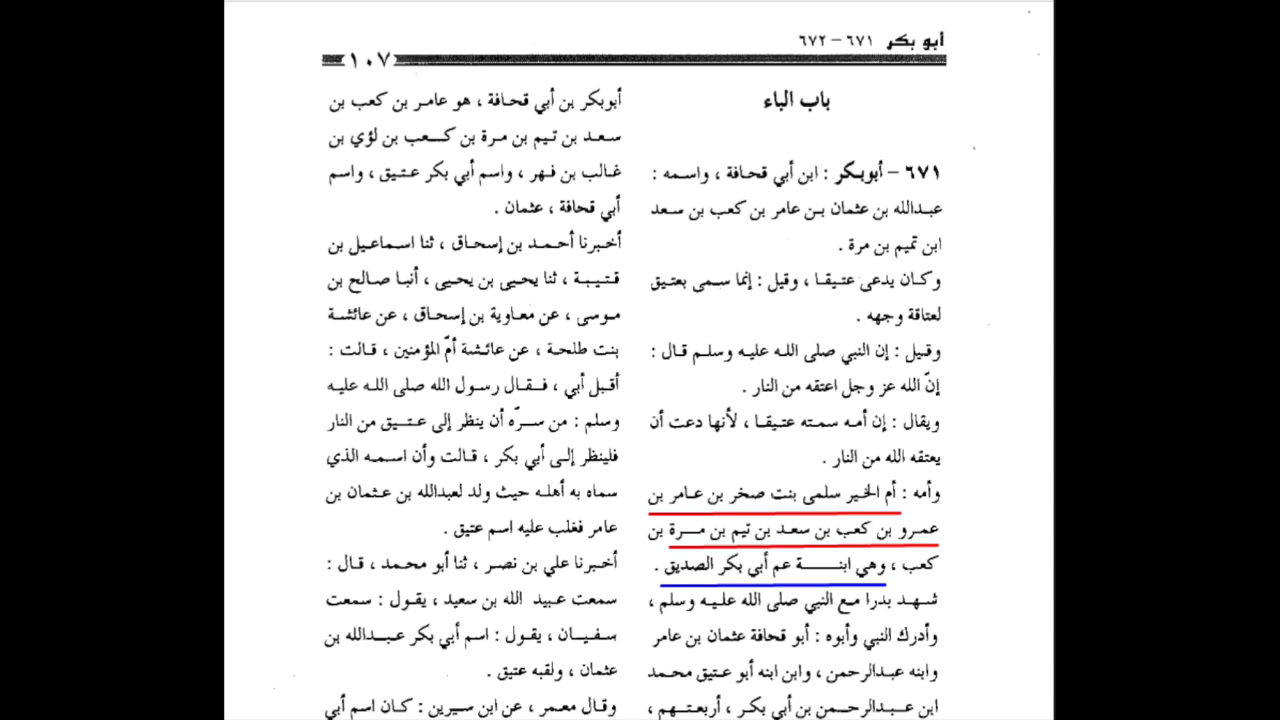 أبو بكر ٦٧١ – ٦٧٢
١٠٧
باب الباء
٦٧١ – أبوبكر : ابن أبي قحافة ، واسمه :
عبدالله بن عثمان بن عامر بن كعب بن سعد
ابن تميم بن مرة .
وكان يدعى عتيقا ، وقيل : إنما سمى بعتيق
لعتاقة وجهه .
وقيل : إن النبي صلى الله عليه وسلم قال :
إنّ الله عز وجل اعتقه من النار .
ويقال : إن أمه سمته عتيقا ، لأنها دعت أن
يعتقه الله من النار .
وأمه : أم الخير سلمى بنت صخر بن عامر بن
عمرو بن كعب بن سعد بن تيم بن مرة بن
كعب ، وهي ابنة عم أبي بكر الصديق .
شهد بدرا مع النبي صلى الله عليه وسلم ،
وأدرك النبي وأبوه : أبو قحافة عثمان بن عامر
وابنه عبدالرحمن ، وابن ابنه أبو عتيق محمد
ابن عبدالرحمن بن أبي بكر ، أربعتهم ،
أبوبكر بن أبي قحافة ، هو عامر بن كعب بن
سعد بن تيم بن مرة بن كعب بن لؤي بن
غالب بن فهر ، واسم أبي بكر عتيق ، واسم
أبي قحافة ، عثمان .
أخبرنا أحمد بن إسحاق ، ثنا اسماعيل بن
قتيبة ، ثنا يحيى بن يحيى ، أنبا صالح بن
موسى ، عن معاوية بن إسحاق ، عن عائشة
بنت طلحة ، عن عائشة أمّ المؤمنين ، قالت :
أقبل أبي ، فقال رسول الله صلى الله عليه
وسلم : من سرّه أن ينظر إلى عتيق من النار
فلينظر إلى أبي بكر ، قالت وأن اسمه الذي
سماه به أهله حيث ولد لعبدالله بن عثمان بن
عامر فغلب عليه اسم عتيق .
أخبرنا علي بن نصر ، ثنا أبو محمد ، قال :
سمعت عبيد الله بن سعيد ، يقول : سمعت
سفيان ، يقول : اسم أبي بكر عبدالله بن
عثمان ، ولقبه عتيق .
وقال معمر ، عن ابن سيرين : كان اسم أبي